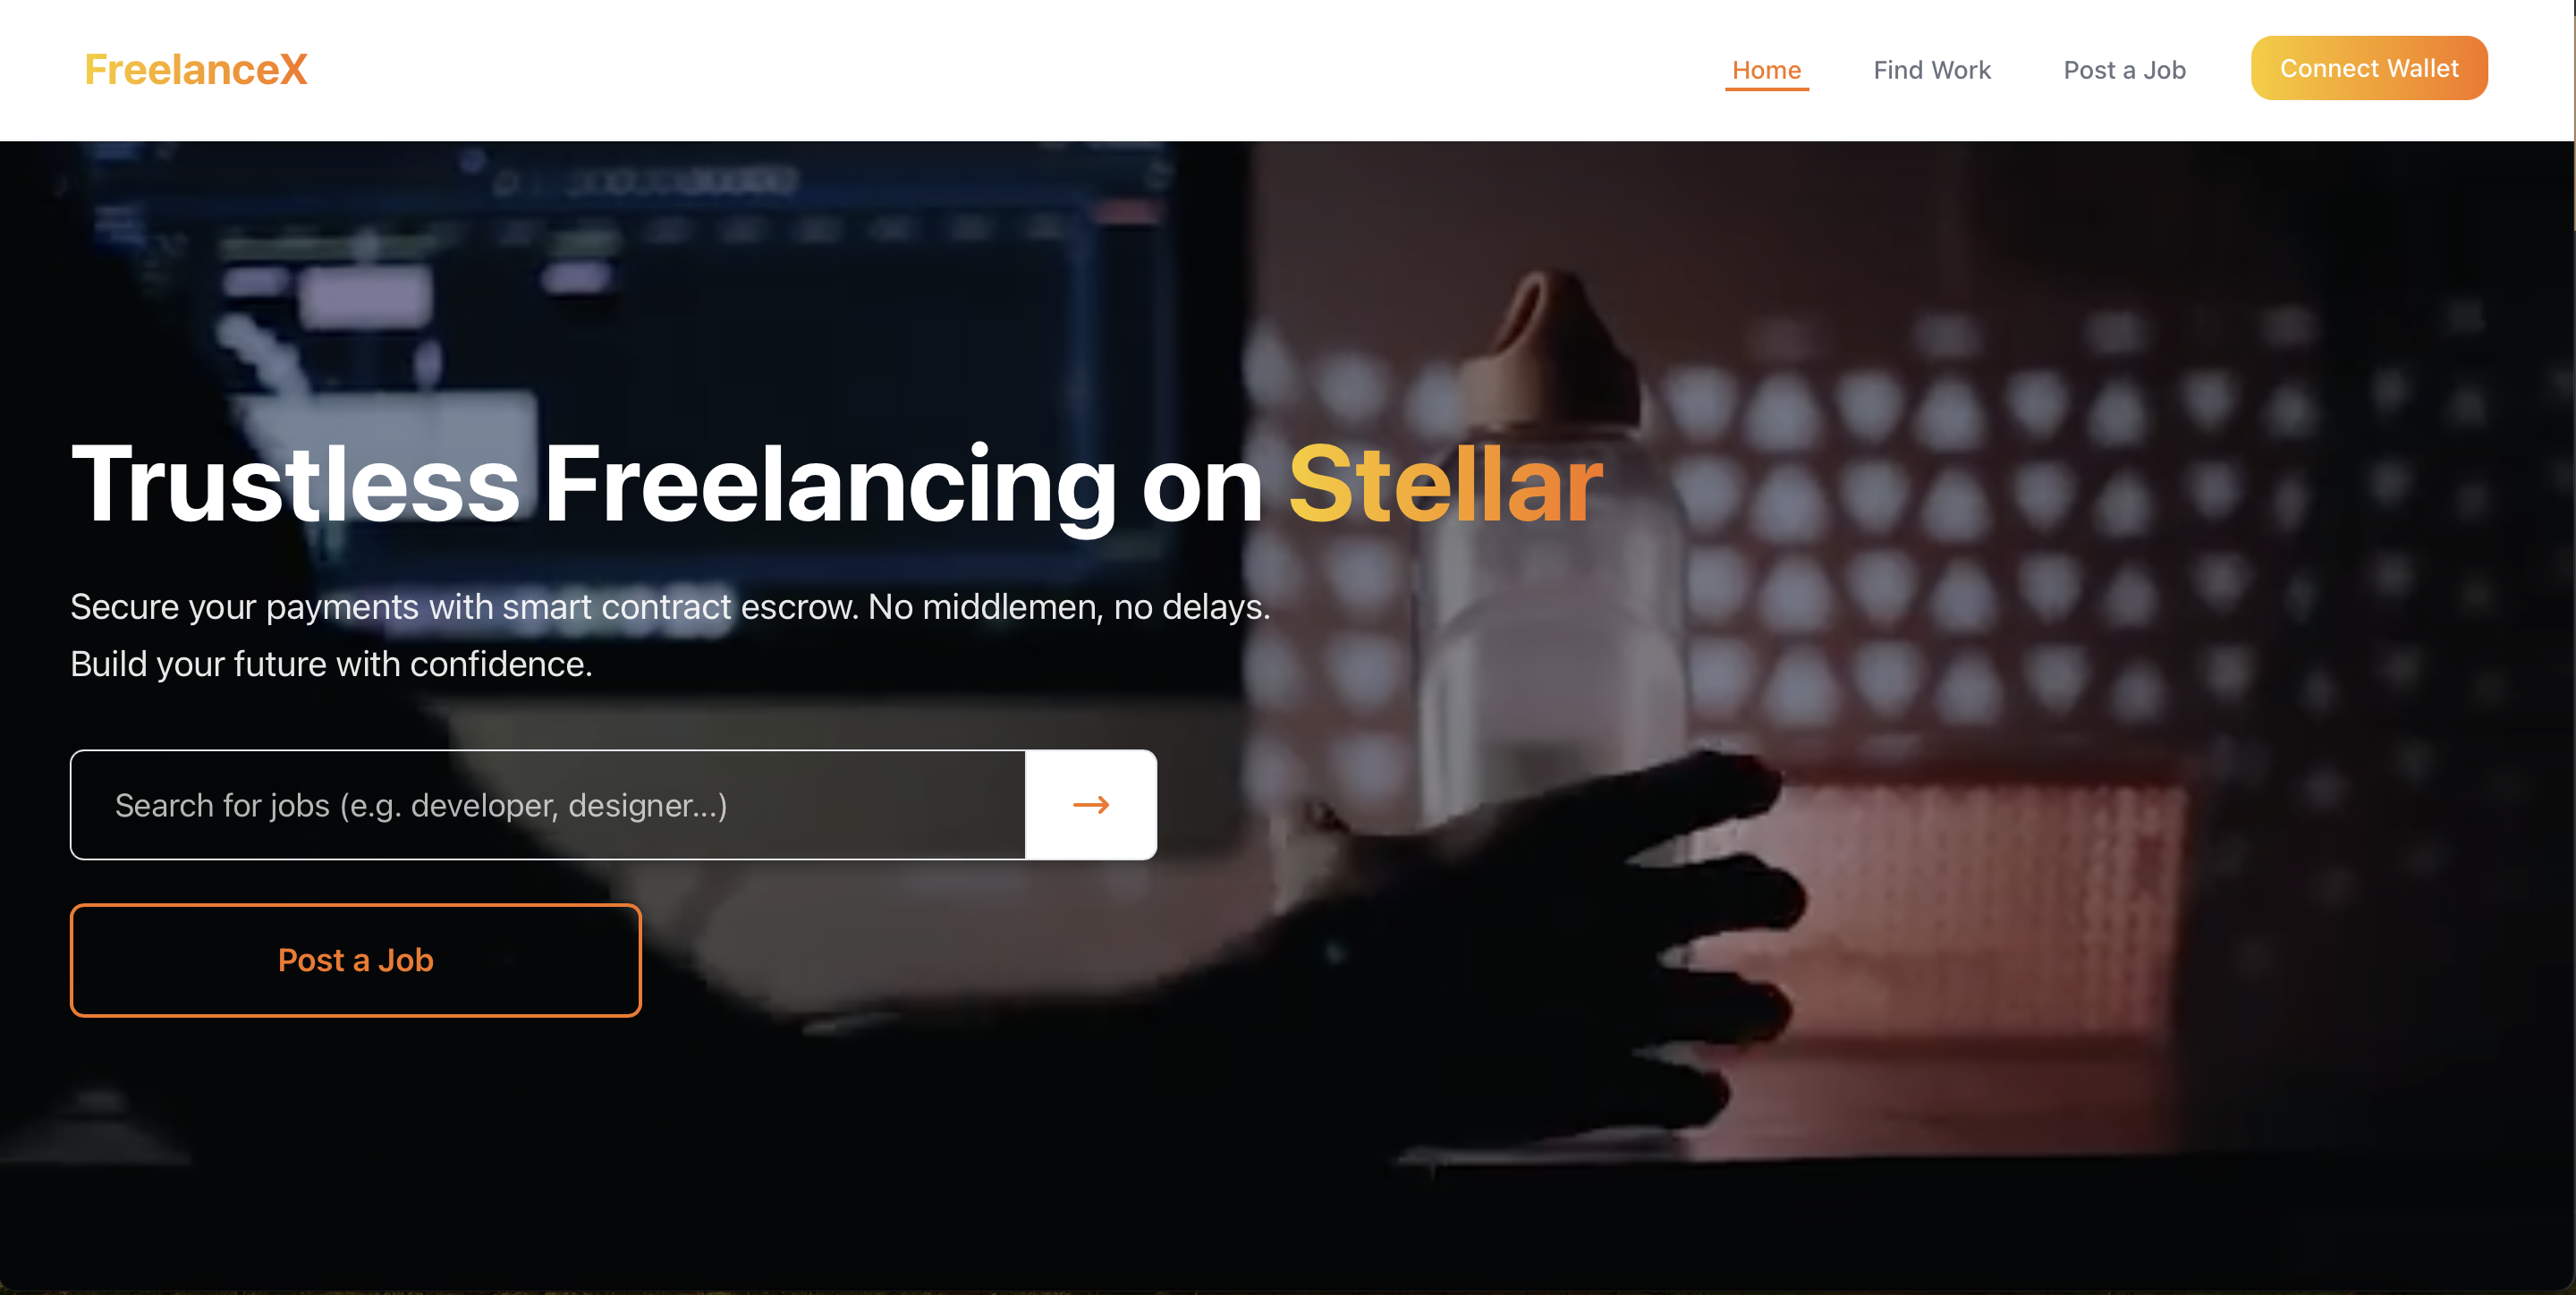 FreelanceX
Home
Find Work
Post a Job
Connect Wallet
Trustless Freelancing on Stellar
Secure your payments with smart contract escrow. No middlemen, no delays.
Build your future with confidence.
Search for jobs (e.g. developer, designer...)
Post a Job